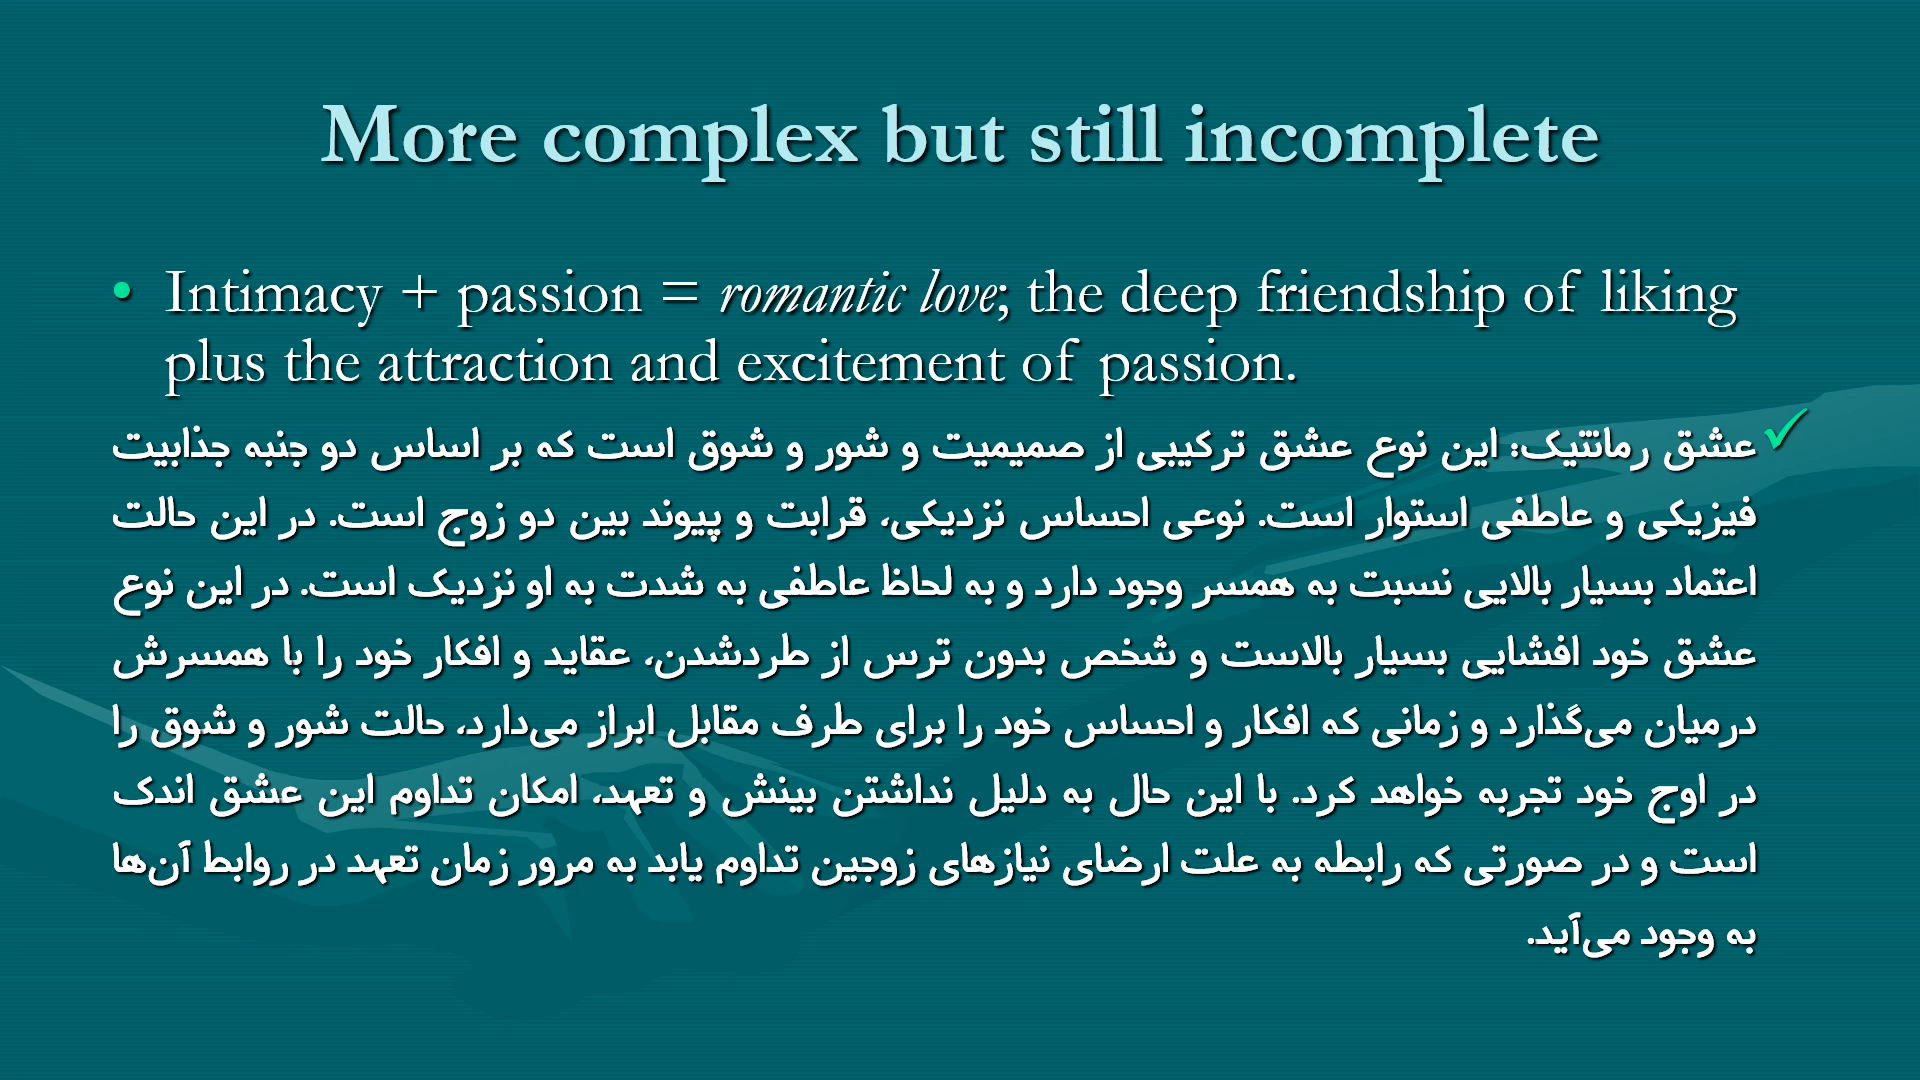 More complex but still incomplete
• Intimacy + passion = romantic love; the deep friendship of liking
plus the attraction and excitement of passion.
✓ عشق رمانتیک: این نوع عشق ترکیبی از صمیمیت و شور و شوق است که بر اساس دو جنبه جذابیت
فیزیکی و عاطفی استوار است. نوعی احساس نزدیکی، قرابت و پیوند بین دو زوج است. در این حالت
اعتماد بسیار بالایی نسبت به همسر وجود دارد و به لحاظ عاطفی به شدت به او نزدیک است. در این نوع
عشق خود افشایی بسیار بالاست و شخص بدون ترس از طردشدن، عقاید و افکار خود را با همسرش
درمیان می‌گذارد و زمانی که افکار و احساس خود را برای طرف مقابل ابراز می‌دارد، حالت شور و شوق را
در اوج خود تجربه خواهد کرد. با این حال به دلیل نداشتن بینش و تعهد، امکان تداوم این عشق اندک
است و در صورتی که رابطه به علت ارضای نیازهای زوجین تداوم یابد به مرور زمان تعهد در روابط آن‌ها
به وجود می‌آید.